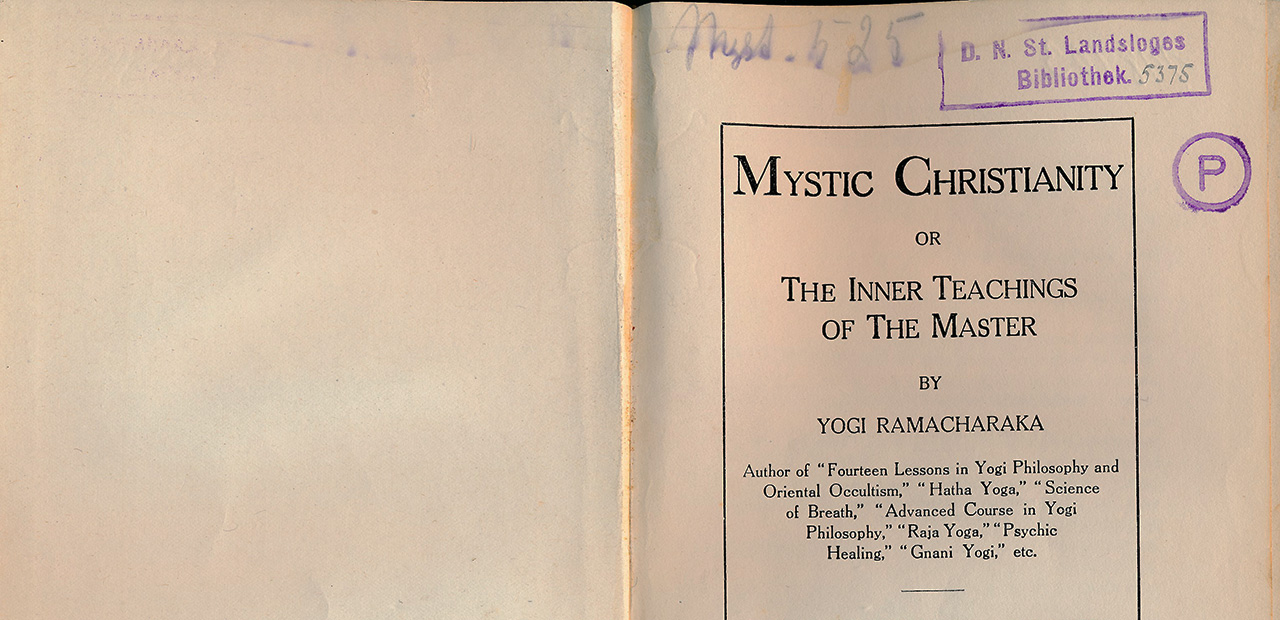 Myst. 525
D. N. St. Landsloges
Bibliothek. 5375
P
MYSTIC CHRISTIANITY
OR
THE INNER TEACHINGS
OF THE MASTER
BY
YOGI RAMACHARAKA
Author of “Fourteen Lessons in Yogi Philosophy and
Oriental Occultism,” “Hatha Yoga,” “Science
of Breath,” “Advanced Course in Yogi
Philosophy,” “Raja Yoga,” “Psychic
Healing,” “Gnani Yogi,” etc.